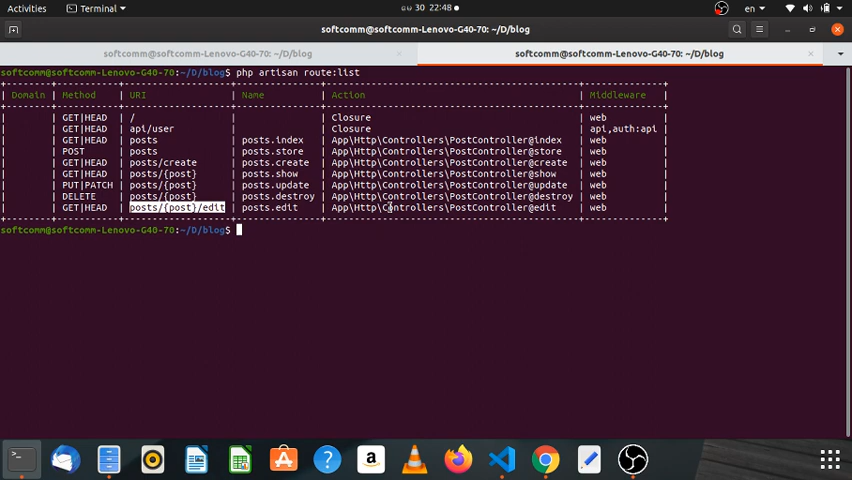 Activities Terminal มิ.ย 30 22:48 en
softcomm@softcomm-Lenovo-G40-70: ~/D/blog
softcomm@softcomm-Lenovo-G40-70: ~/D/blog softcomm@softcomm-Lenovo-G40-70: ~/D/blog
softcomm@softcomm-Lenovo-G40-70:~/D/blog$ php artisan route:list
| Domain | Method | URI | Name | Action | Middleware |
| | GET|HEAD | / | | Closure | web |
| | GET|HEAD | api/user | | Closure | api,auth:api |
| | GET|HEAD | posts | posts.index | App\Http\Controllers\PostController@index | web |
| | POST | posts | posts.store | App\Http\Controllers\PostController@store | web |
| | GET|HEAD | posts/create | posts.create | App\Http\Controllers\PostController@create | web |
| | GET|HEAD | posts/{post} | posts.show | App\Http\Controllers\PostController@show | web |
| | PUT|PATCH | posts/{post} | posts.update | App\Http\Controllers\PostController@update | web |
| | DELETE | posts/{post} | posts.destroy | App\Http\Controllers\PostController@destroy | web |
| | GET|HEAD | posts/{post}/edit | posts.edit | App\Http\Controllers\PostController@edit | web |
softcomm@softcomm-Lenovo-G40-70:~/D/blog$